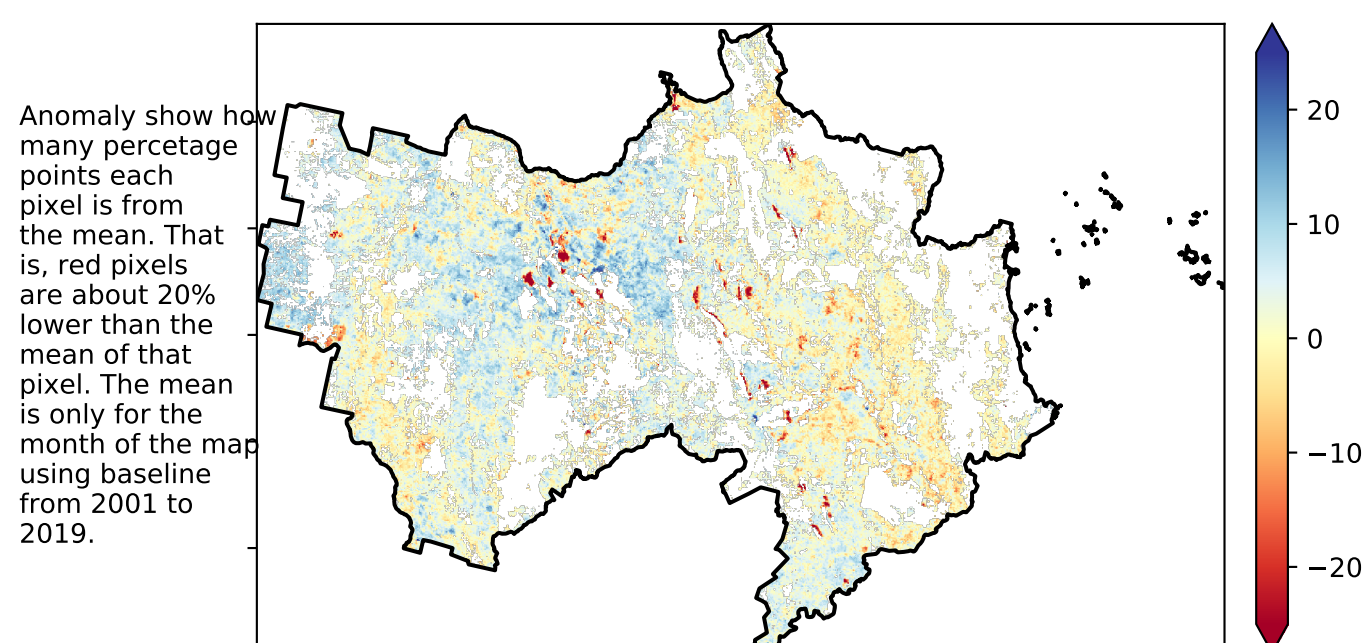 Anomaly show how
many percetage
points each
pixel is from
the mean. That
is, red pixels
are about 20%
lower than the
mean of that
pixel. The mean
is only for the
month of the map
using baseline
from 2001 to
2019.
20
10
0
−10
−20